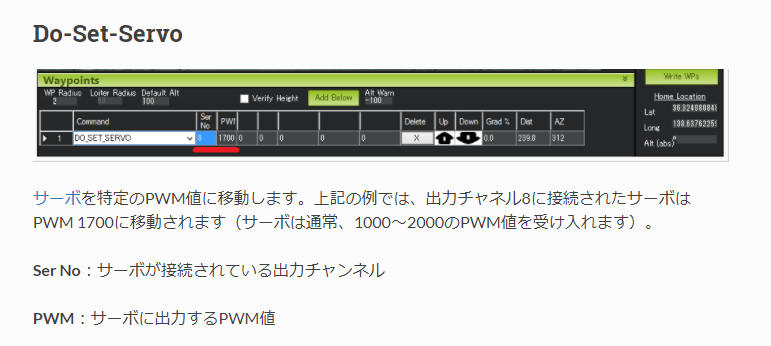 Do-Set-Servo
Waypoints
WP Radius Loiter Radius Default Alt
2 100
Verify Height Add Below Alt Warn
-100
Write WPs
Home Location
Lat
Long
Alt (abs)
Command Ser No PWM Delete Up Down Grad % Dist AZ
1 DO_SET_SERVO 8 1700 0 0 0 0 0 X 0.0 239.8 312
サーボを特定のPWM値に移動します。上記の例では、出力チャネル8に接続されたサーボは
PWM 1700に移動されます（サーボは通常、1000〜2000のPWM値を受け入れます）。
Ser No：サーボが接続されている出力チャンネル
PWM：サーボに出力するPWM値